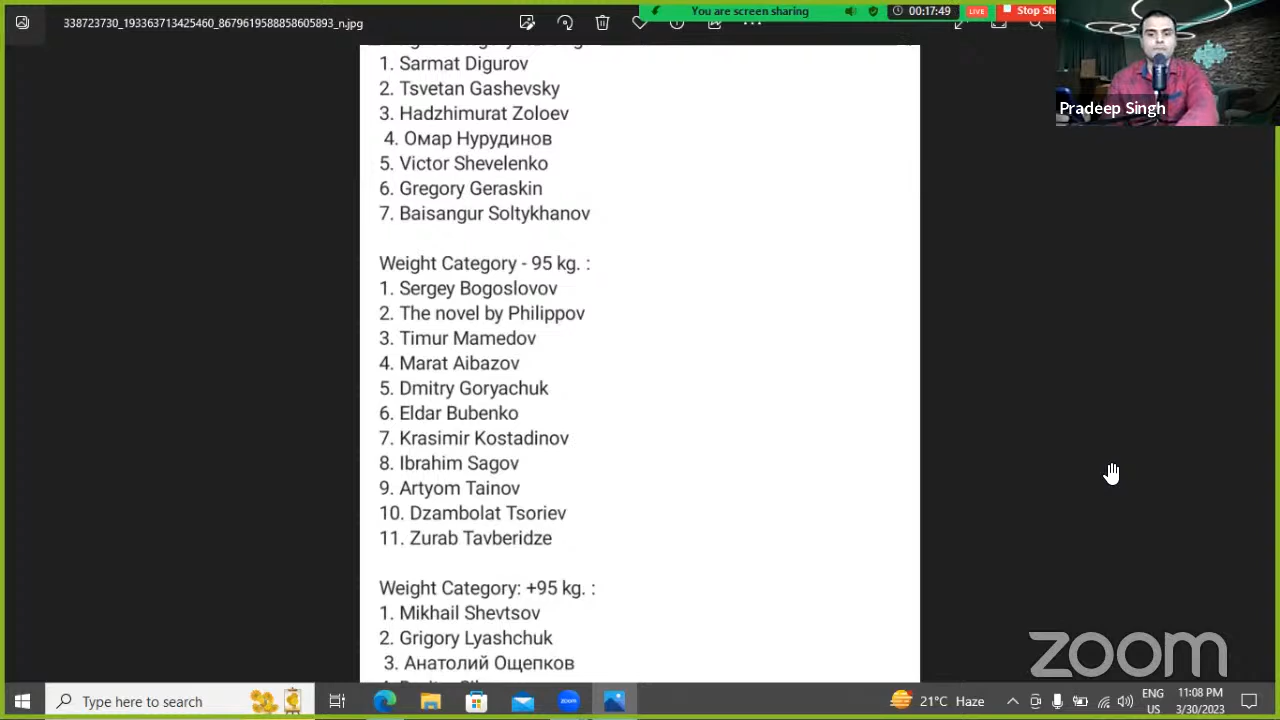 338723730_193363713425460_8679619588858605893_n.jpg
You are screen sharing
00:17:49
LIVE
Stop Sha
Pradeep Singh
1. Sarmat Digurov
2. Tsvetan Gashevsky
3. Hadzhimurat Zoloev
4. Омар Нурудинов
5. Victor Shevelenko
6. Gregory Geraskin
7. Baisangur Soltykhanov
Weight Category - 95 kg. :
1. Sergey Bogoslovov
2. The novel by Philippov
3. Timur Mamedov
4. Marat Aibazov
5. Dmitry Goryachuk
6. Eldar Bubenko
7. Krasimir Kostadinov
8. Ibrahim Sagov
9. Artyom Tainov
10. Dzambolat Tsoriev
11. Zurab Tavberidze
Weight Category: +95 kg. :
1. Mikhail Shevtsov
2. Grigory Lyashchuk
3. Анатолий Ощепков
zoom
Type here to search
zoom
21°C Haze
ENG
US
11:08 PM
3/30/2023